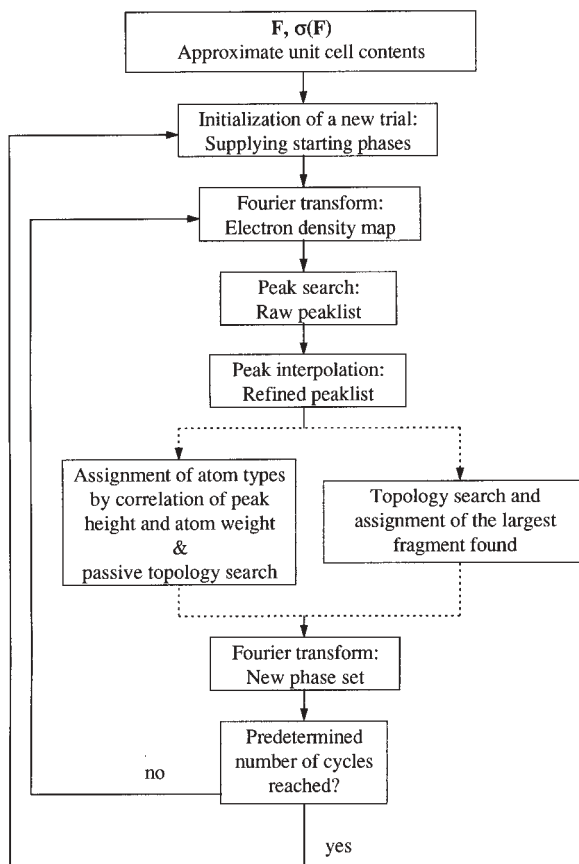 F, σ(F)
Approximate unit cell contents
Initialization of a new trial:
Supplying starting phases
Fourier transform:
Electron density map
Peak search:
Raw peaklist
Peak interpolation:
Refined peaklist
Assignment of atom types
by correlation of peak
height and atom weight
&
passive topology search
Topology search and
assignment of the largest
fragment found
Fourier transform:
New phase set
Predetermined
number of cycles
reached?
no
yes